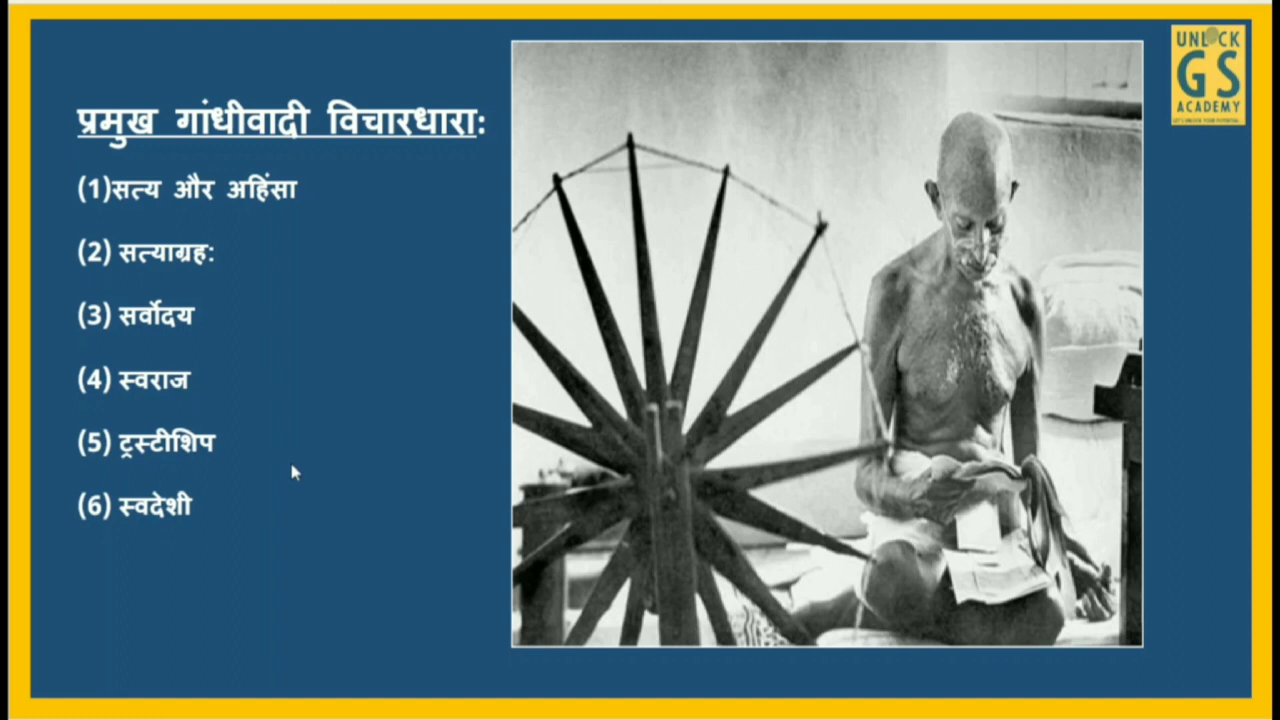 प्रमुख गांधीवादी विचारधारा:
(1)सत्य और अहिंसा
(2) सत्याग्रह:
(3) सर्वोदय
(4) स्वराज
(5) ट्रस्टीशिप
(6) स्वदेशी
UNLOCK
GS
ACADEMY